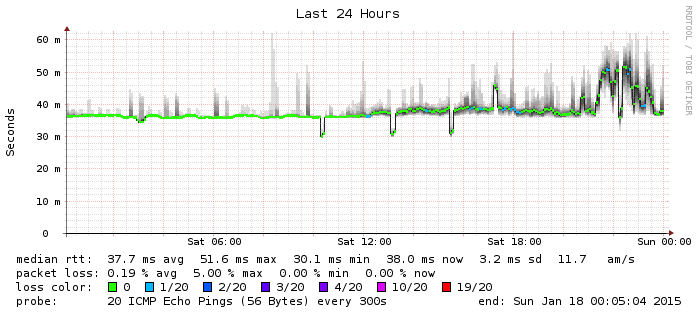 Last 24 Hours
RRDTOOL / TOBI OETIKER
Seconds
60 m
50 m
40 m
30 m
20 m
10 m
0
Sat 06:00 Sat 12:00 Sat 18:00 Sun 00:00
median rtt: 37.7 ms avg 51.6 ms max 30.1 ms min 38.0 ms now 3.2 ms sd 11.7 am/s
packet loss: 0.19 % avg 5.00 % max 0.00 % min 0.00 % now
loss color: 0 1/20 2/20 3/20 4/20 10/20 19/20
probe: 20 ICMP Echo Pings (56 Bytes) every 300s end: Sun Jan 18 00:05:04 2015